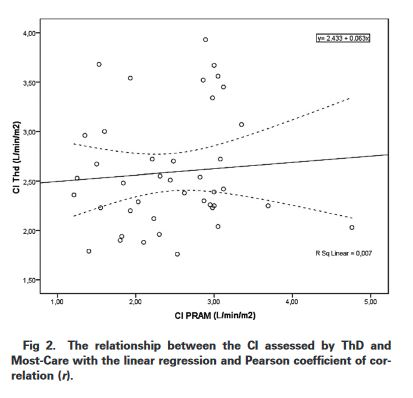 4,00
y= 2,433 + 0,063x
3,50
3,00
CI Thd (L/min/m2)
2,50
2,00
R Sq Linear = 0,007
1,50
1,00 2,00 3,00 4,00 5,00
CI PRAM (L/min/m2)
Fig 2. The relationship between the CI assessed by ThD and
Most-Care with the linear regression and Pearson coefficient of cor-
relation (r).